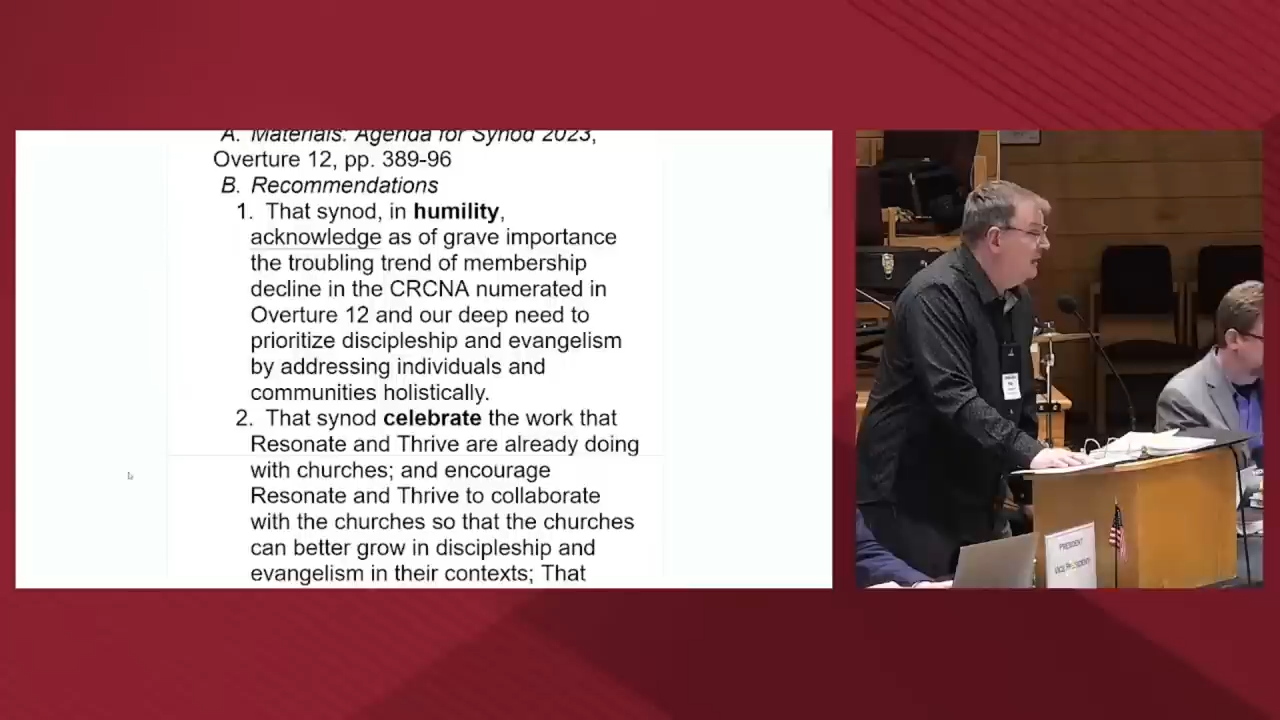 A. Materials: Agenda for Synod 2023,
Overture 12, pp. 389-96
B. Recommendations
1. That synod, in humility,
acknowledge as of grave importance
the troubling trend of membership
decline in the CRCNA numerated in
Overture 12 and our deep need to
prioritize discipleship and evangelism
by addressing individuals and
communities holistically.
2. That synod celebrate the work that
Resonate and Thrive are already doing
with churches; and encourage
Resonate and Thrive to collaborate
with the churches so that the churches
can better grow in discipleship and
evangelism in their contexts; That
PRESIDENT
VICE PRESIDENT